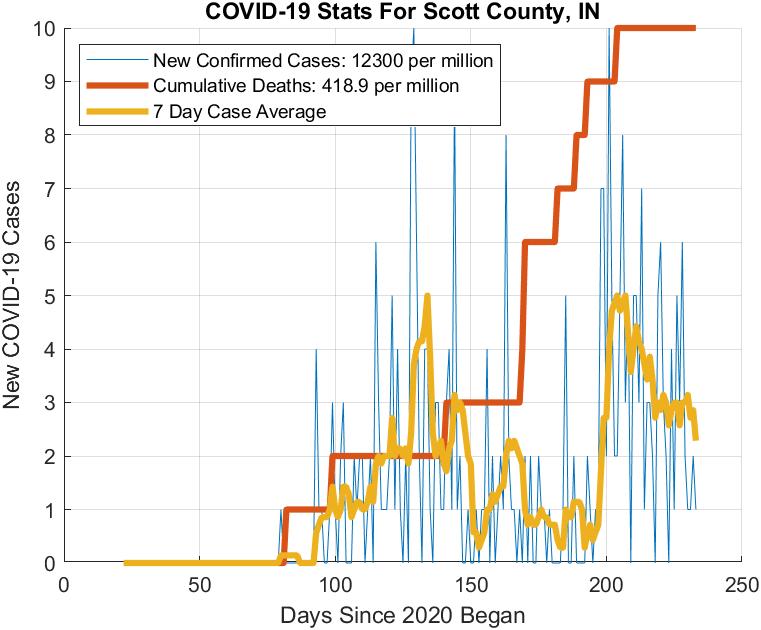 COVID-19 Stats For Scott County, IN
New Confirmed Cases: 12300 per million
Cumulative Deaths: 418.9 per million
7 Day Case Average
New COVID-19 Cases
10
9
8
7
6
5
4
3
2
1
0
0 50 100 150 200 250
Days Since 2020 Began